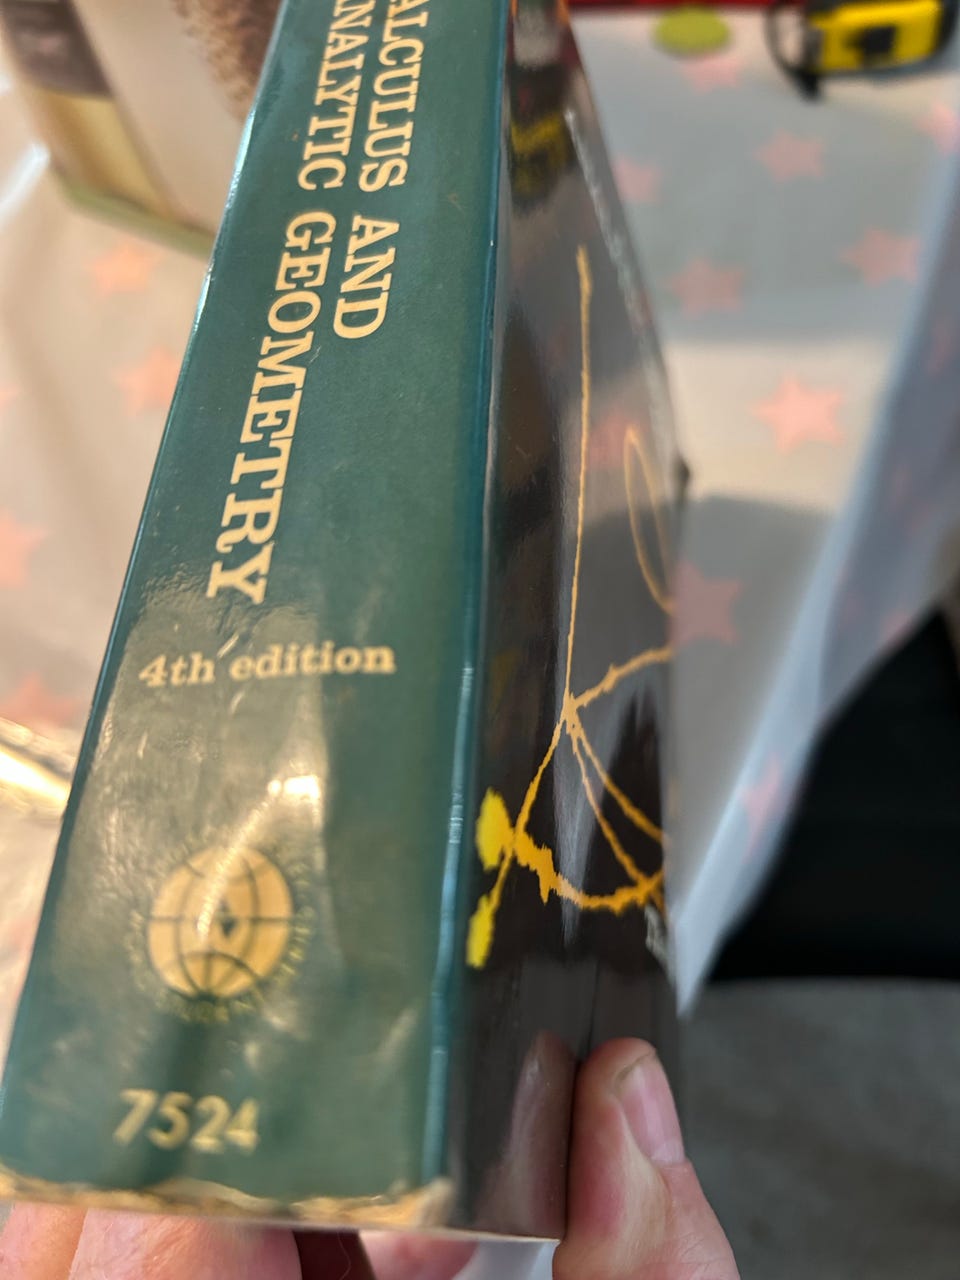 ALCULUS AND
NALYTIC GEOMETRY
4th edition
7524